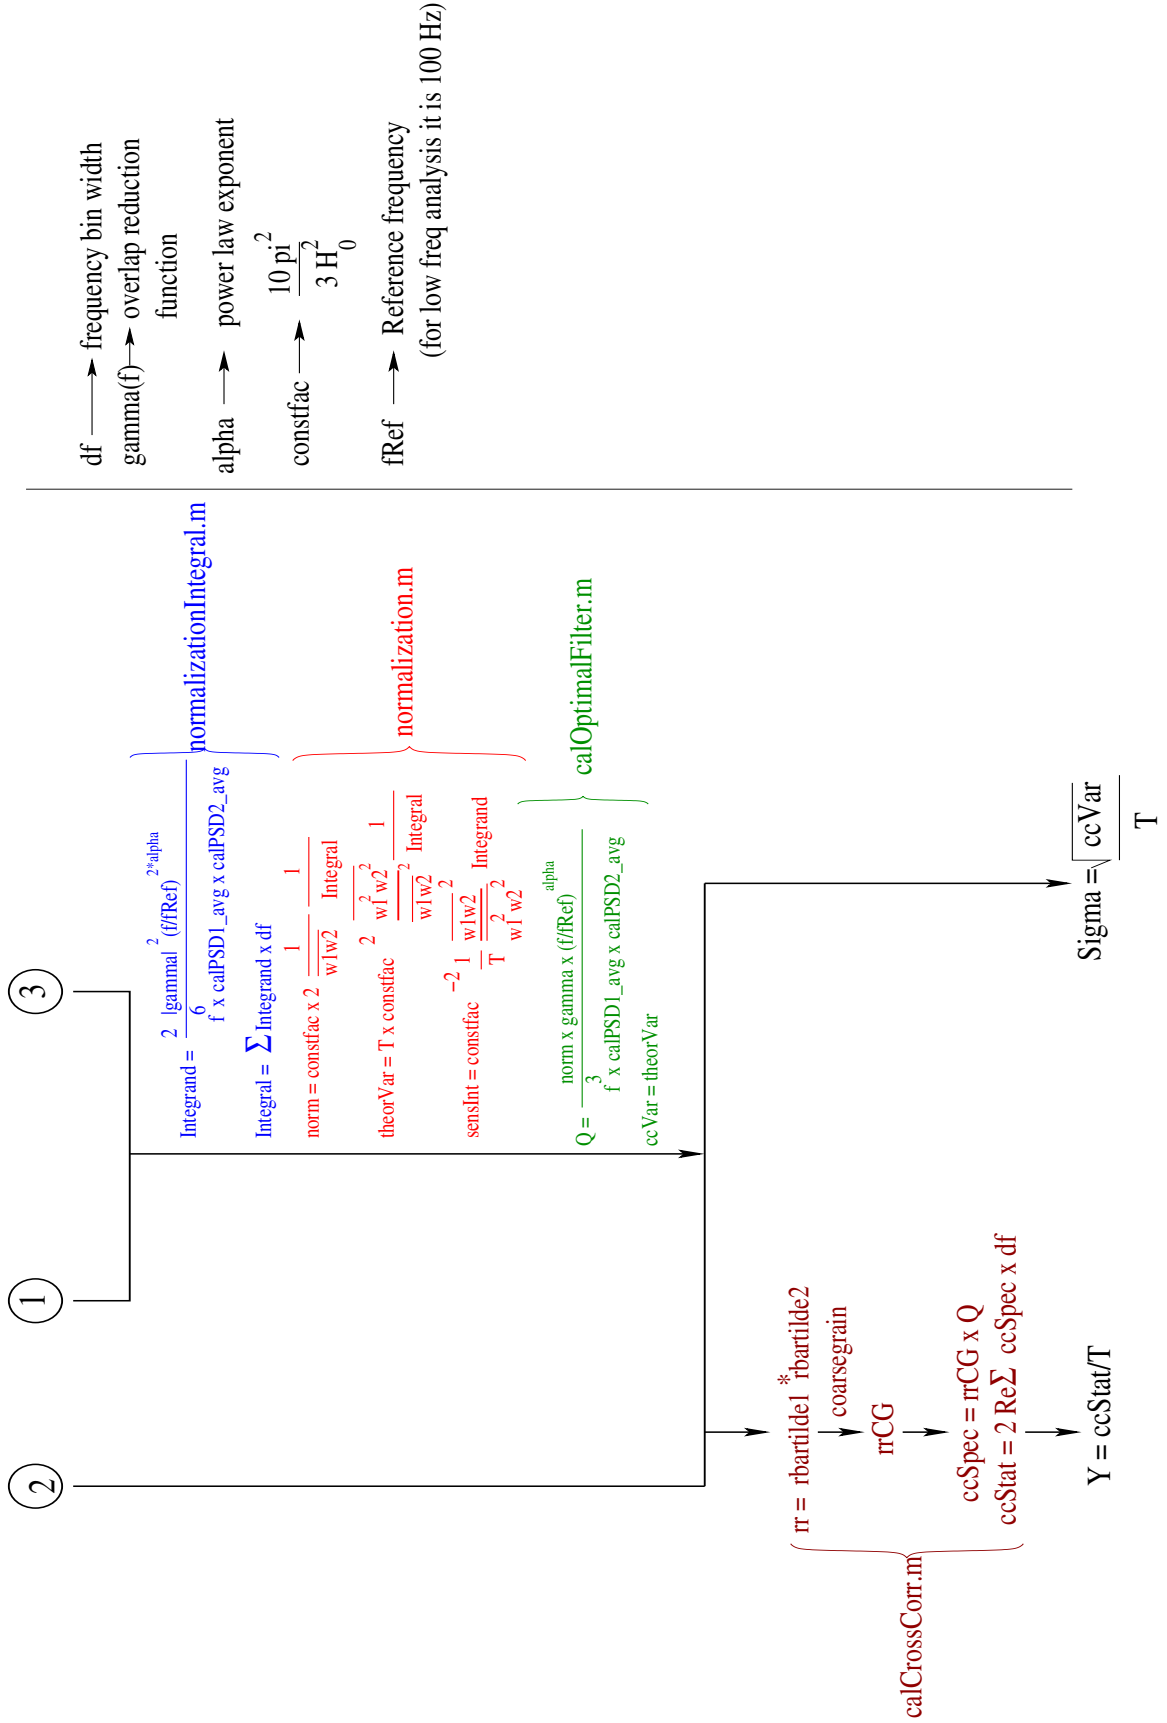 2
1
3
Integrand = 2 |gamma|^2 (f/fRef)^2*alpha
f^6 x calPSD1_avg x calPSD2_avg
Integral = ∑ Integrand x df
normalizationIntegral.m
norm = constfac x 2 1 1
w1w2 Integral
theorVar = T x constfac^2 w1^2 w2^2 1
w1w2^2 Integral
sensInt = constfac^-2 1 w1w2^2 Integrand
T w1^2 w2^2
normalization.m
Q = norm x gamma x (f/fRef)^alpha
f^3 x calPSD1_avg x calPSD2_avg
ccVar = theorVar
calOptimalFilter.m
rr = rbartilde1* rbartilde2
coarsegrain
rrCG
ccSpec = rrCG x Q
ccStat = 2 Re∑ ccSpec x df
calCrossCorr.m
Y = ccStat/T
Sigma = √ccVar
T
df → frequency bin width
gamma(f) → overlap reduction
function
alpha → power law exponent
constfac → 10 pi^2
3 H_0^2
fRef → Reference frequency
(for low freq analysis it is 100 Hz)